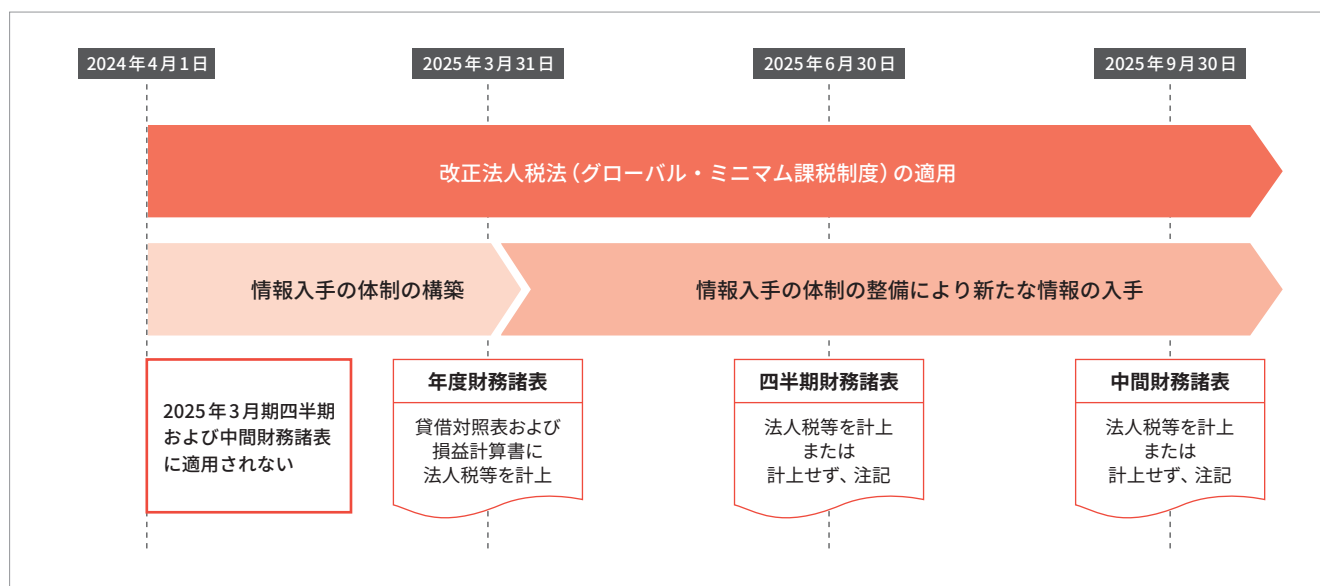 2024年4月1日
2025年3月31日
2025年6月30日
2025年9月30日
改正法人税法（グローバル・ミニマム課税制度）の適用
情報入手の体制の構築
情報入手の体制の整備により新たな情報の入手
2025年3月期四半期
および中間財務諸表
に適用されない
年度財務諸表
貸借対照表および
損益計算書に
法人税等を計上
四半期財務諸表
法人税等を計上
または
計上せず、注記
中間財務諸表
法人税等を計上
または
計上せず、注記